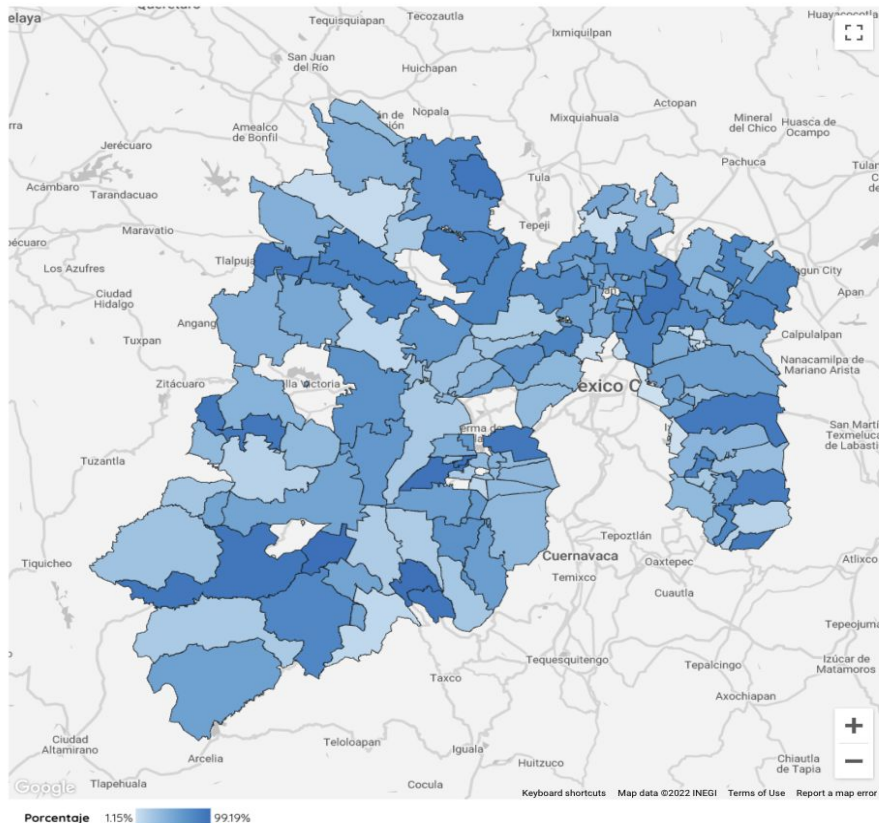 Tequisquiapan
Tecozautla
Ixmiquilpan
San Juan
del Río
Huichapan
Nopala
Actopan
Mixquiahuala
Mineral
del Chico
Huasca de
Ocampo
Amealco
de Bonfil
Jerécuaro
Pachuca
Tula
Acámbaro
Tarandacuao
Maravatio
Tepeji
Tlalpuja
Los Azufres
Ciudad
Hidalgo
Angang
Apan
Calpulalpan
Tuxpan
Nanacamilpa de
Mariano Arista
Zitácuaro
lla Victoria
exico C
San Martí
Texmeluca
de Labasti
Tuzantla
Tepoztlán
Tiquicheo
Cuernavaca
Oaxtepec
Atlixco
Temixco
Cuautla
Tepeojuma
Tequesquitengo
Tepalcingo
Izúcar de
Matamoros
Taxco
Axochiapan
Ciudad
Altamirano
Arcelia
Teloloapan
Iguala
Huitzuco
Chiautla
de Tapia
Tlapehuala
Cocula
Google
Keyboard shortcuts Map data ©2022 INEGI Terms of Use Report a map error
Porcentaje 1.15% 99.19%